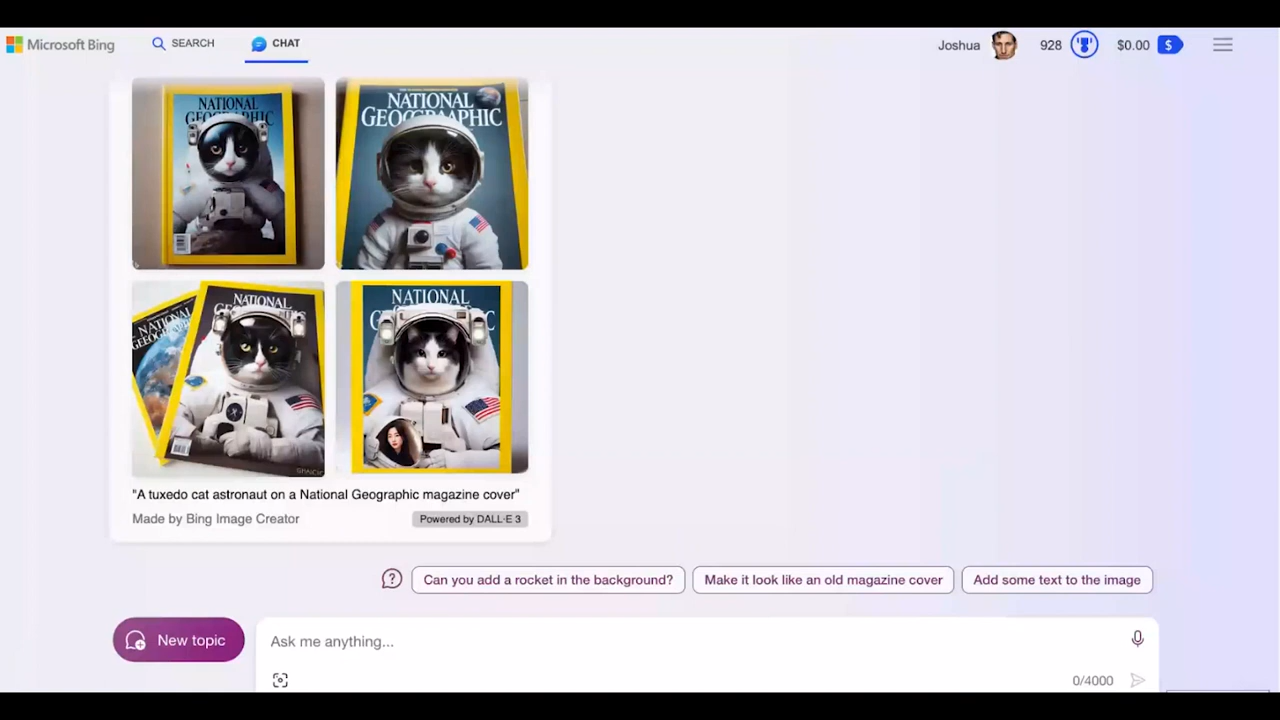 Microsoft Bing
SEARCH
CHAT
Joshua
928
$0.00
$
NATIONAL
NATIONAL
GEOGRAAPHIC
NATIONAL
GEEOGRAPHIC
NATIONAL
NATIONAL
"A tuxedo cat astronaut on a National Geographic magazine cover"
Made by Bing Image Creator
Powered by DALL·E 3
Can you add a rocket in the background?
Make it look like an old magazine cover
Add some text to the image
New topic
Ask me anything...
0/4000